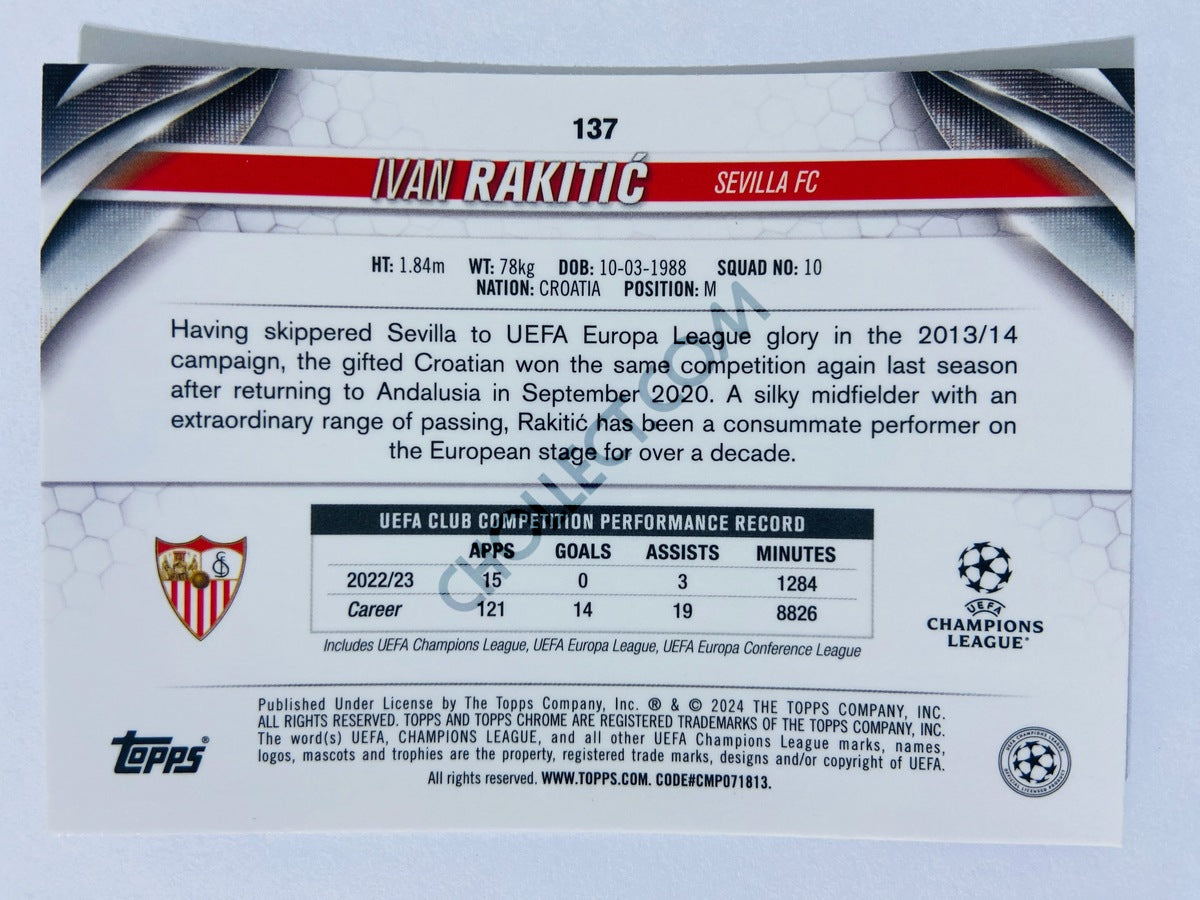 137
IVAN RAKITIĆ SEVILLA FC
HT: 1.84m WT: 78kg DOB: 10-03-1988 SQUAD NO: 10
NATION: CROATIA POSITION: M
Having skippered Sevilla to UEFA Europa League glory in the 2013/14
campaign, the gifted Croatian won the same competition again last season
after returning to Andalusia in September 2020. A silky midfielder with an
extraordinary range of passing, Rakitić has been a consummate performer on
the European stage for over a decade.
CHOLLECT.COM
UEFA CLUB COMPETITION PERFORMANCE RECORD
APPS GOALS ASSISTS MINUTES
2022/23 15 0 3 1284
Career 121 14 19 8826
Includes UEFA Champions League, UEFA Europa League, UEFA Europa Conference League
UEFA
CHAMPIONS
LEAGUE®
Published Under License by The Topps Company, Inc. ® & © 2024 THE TOPPS COMPANY, INC.
ALL RIGHTS RESERVED. TOPPS AND TOPPS CHROME ARE REGISTERED TRADEMARKS OF THE TOPPS COMPANY, INC.
The word(s) UEFA, CHAMPIONS LEAGUE, and all other UEFA Champions League marks, names,
logos, mascots and trophies are the property, registered trade marks, designs and/or copyright of UEFA.
All rights reserved. WWW.TOPPS.COM. CODE#CMP071813.
topps®
UEFA CHAMPIONS LEAGUE
OFFICIAL LICENSED PRODUCT